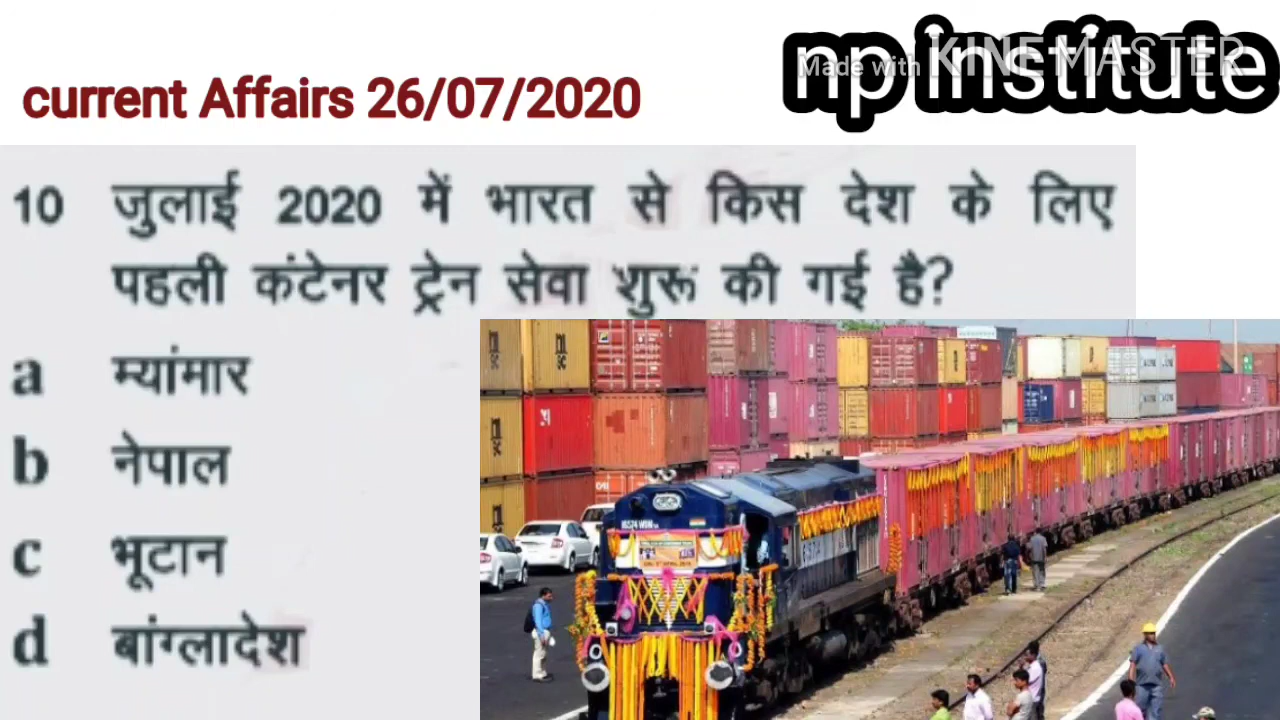 np institute
Made with KINEMASTER
current Affairs 26/07/2020
10 जुलाई 2020 में भारत से किस देश के लिए
पहली कंटेनर ट्रेन सेवा शुरू की गई है?
a म्यांमार
b नेपाल
c भूटान
d बांग्लादेश